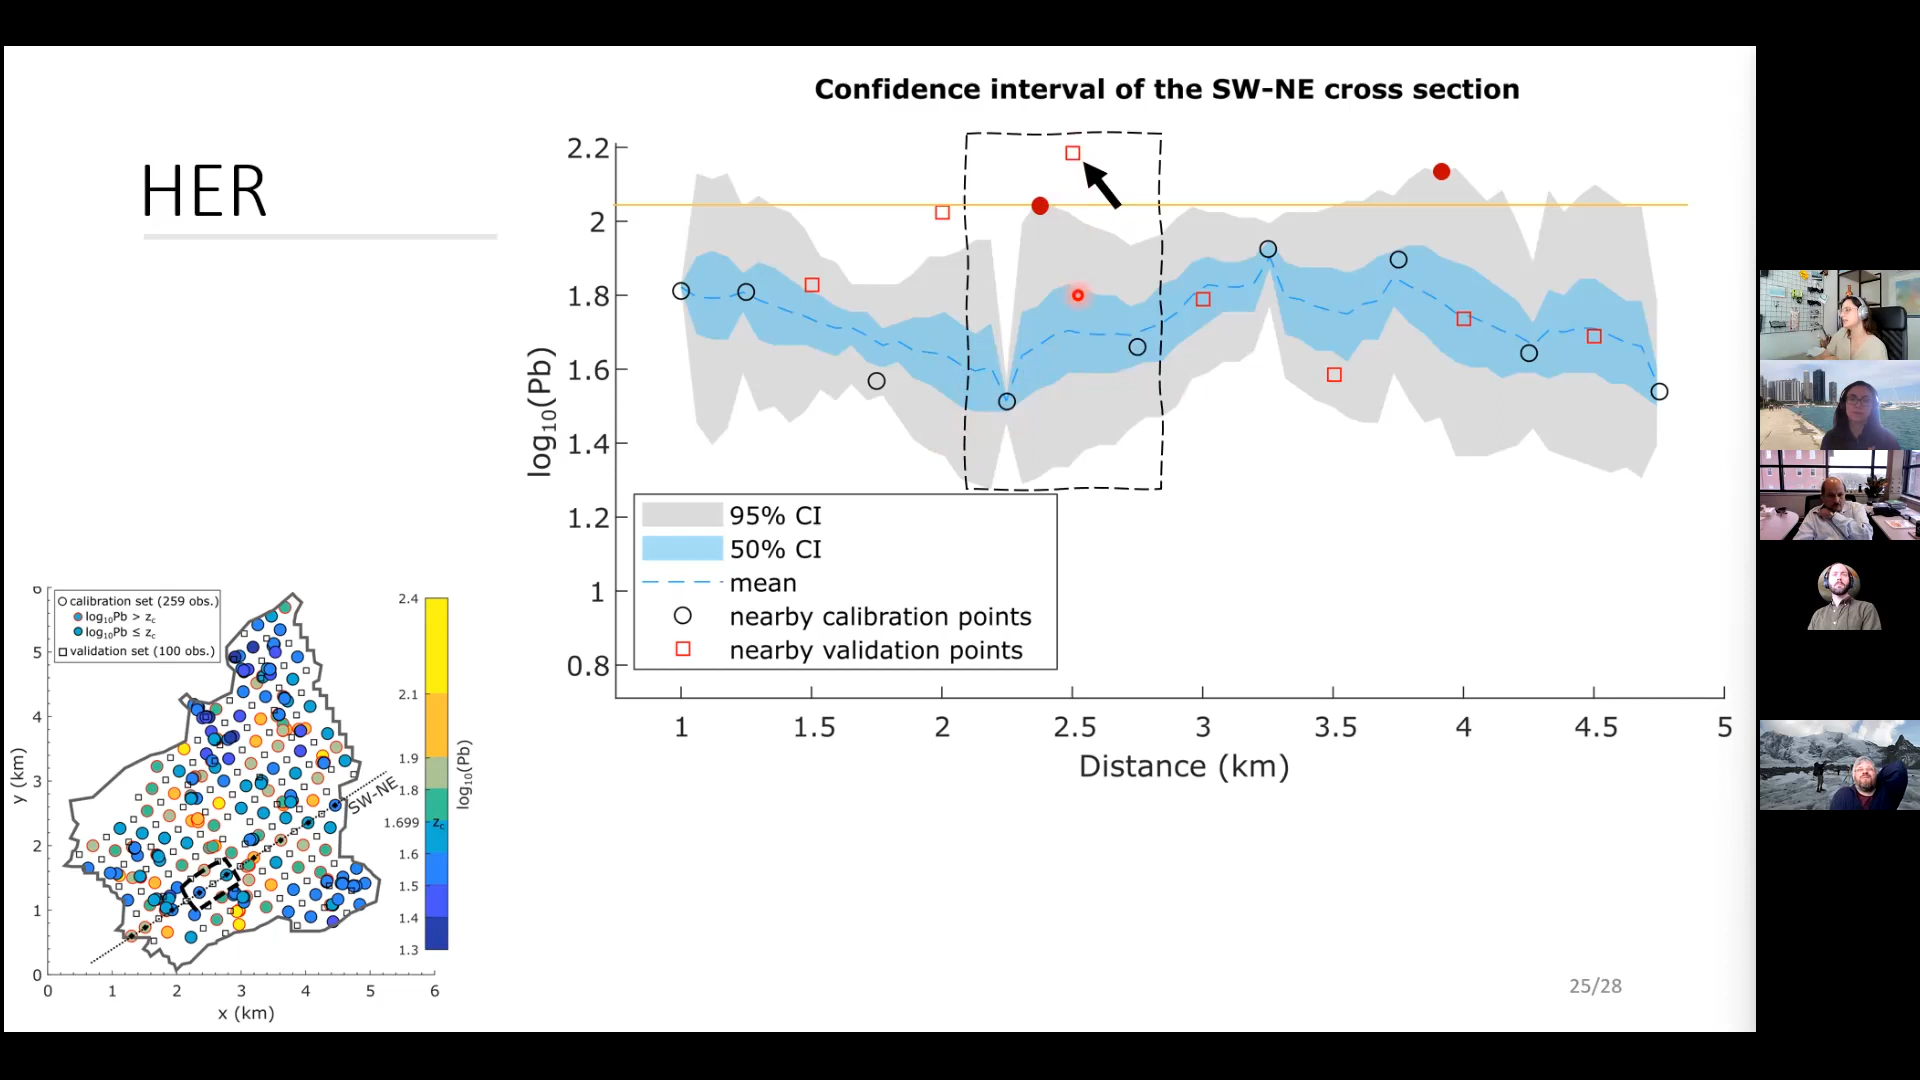 Confidence interval of the SW-NE cross section
HER
2.2
2
1.8
1.6
1.4
1.2
1
0.8
log10(Pb)
95% CI
50% CI
mean
nearby calibration points
nearby validation points
1 1.5 2 2.5 3 3.5 4 4.5 5
Distance (km)
6
5
4
3
2
1
0
y (km)
calibration set (259 obs.)
log10Pb > zc
log10Pb ≤ zc
validation set (100 obs.)
SW-NE
0 1 2 3 4 5 6
x (km)
2.4
2.1
1.9
1.8
1.699 zc
1.6
1.5
1.4
1.3
log10(Pb)
25/28